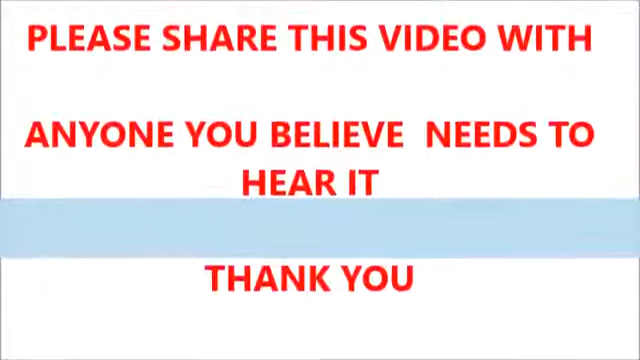 PLEASE SHARE THIS VIDEO WITH
ANYONE YOU BELIEVE  NEEDS TO
HEAR IT
THANK YOU